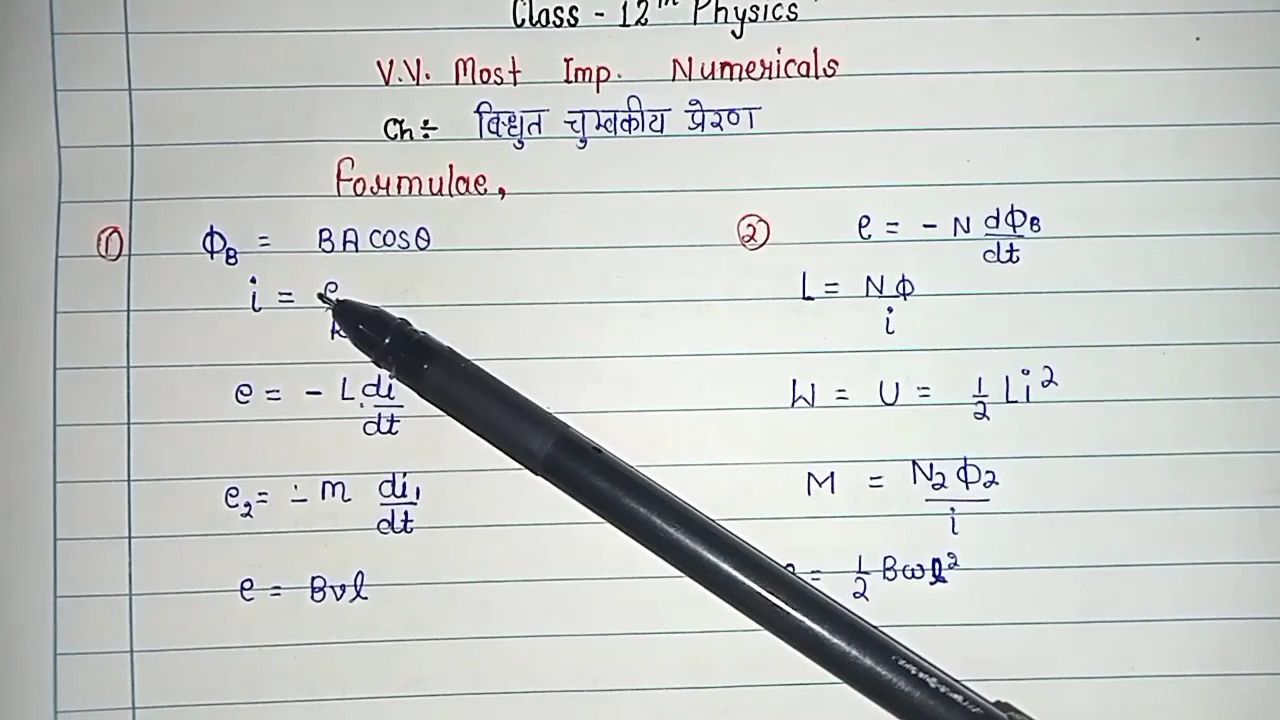 Class - 12th Physics
V.V. Most Imp. Numericals
Ch÷ विधुत चुम्बकीय प्रेरण
Formulae,
① ΦB = BA cosθ
i = e
e = - L di/dt
e2 = - m di1/dt
e = Bvl
② e = - N dΦB/dt
L = NΦ/i
W = U = 1/2 Li²
M = N2Φ2/i
= 1/2 Bωl²